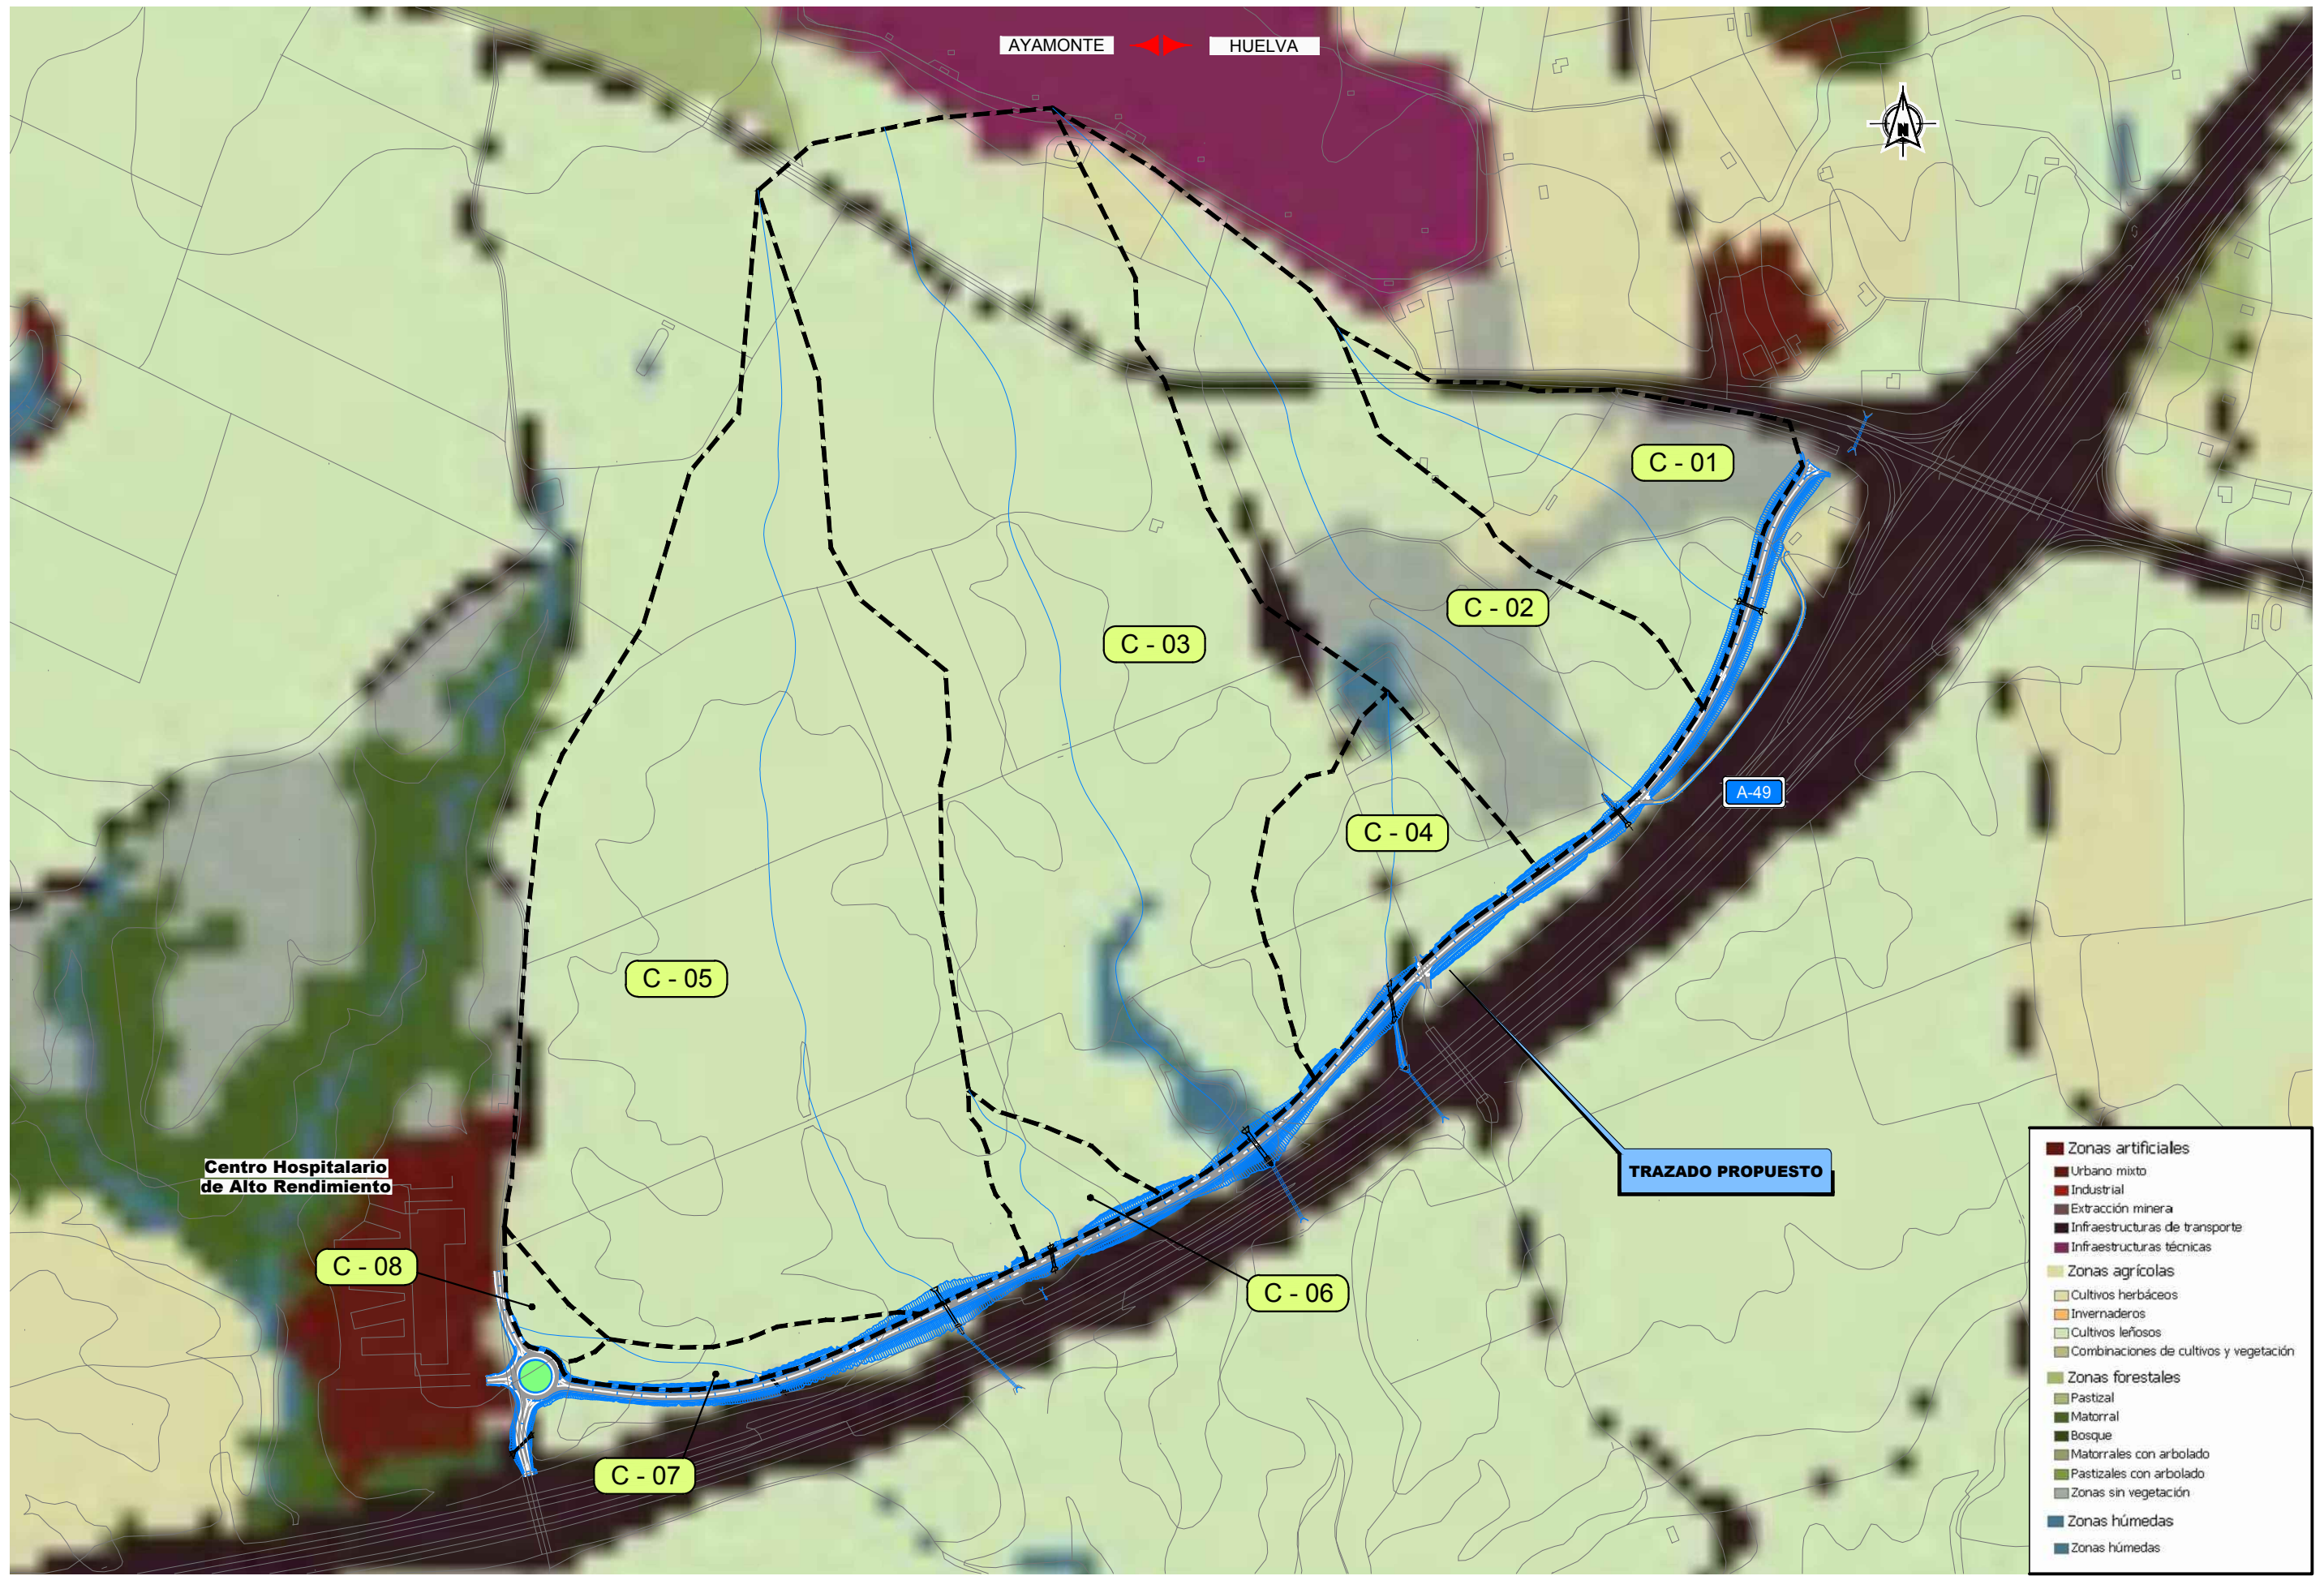 AYAMONTE
HUELVA
N
C - 01
C - 02
C - 03
A-49
C - 04
C - 05
Centro Hospitalario
de Alto Rendimiento
TRAZADO PROPUESTO
C - 08
C - 06
C - 07
Zonas artificiales
Urbano mixto
Industrial
Extracción minera
Infraestructuras de transporte
Infraestructuras técnicas
Zonas agrícolas
Cultivos herbáceos
Invernaderos
Cultivos leñosos
Combinaciones de cultivos y vegetación
Zonas forestales
Pastizal
Matorral
Bosque
Matorrales con arbolado
Pastizales con arbolado
Zonas sin vegetación
Zonas húmedas
Zonas húmedas